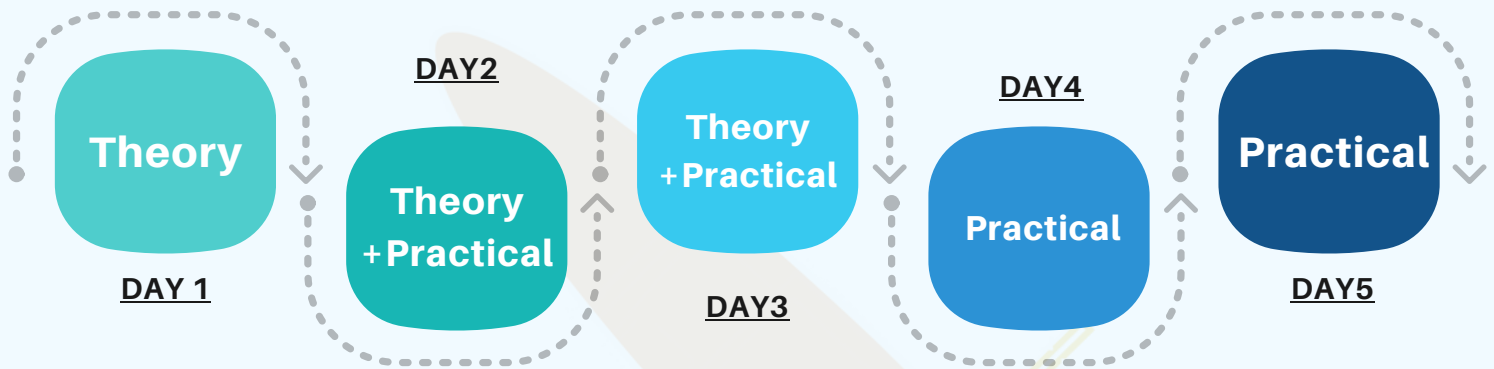 Theory
DAY 1
DAY2
Theory
+Practical
Theory
+Practical
DAY3
DAY4
Practical
Practical
DAY5